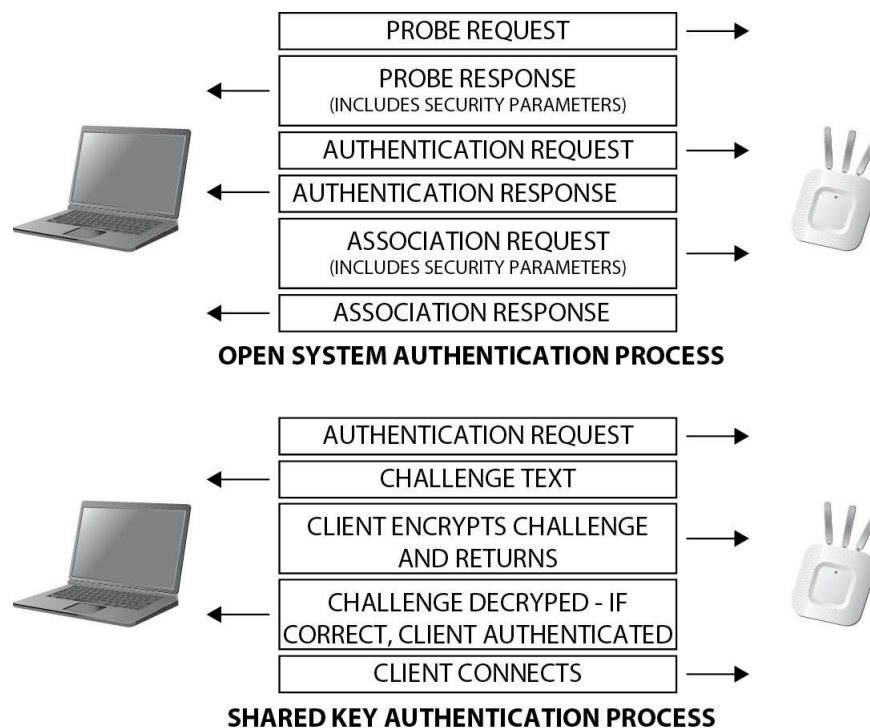 PROBE REQUEST
PROBE RESPONSE
(INCLUDES SECURITY PARAMETERS)
AUTHENTICATION REQUEST
AUTHENTICATION RESPONSE
ASSOCIATION REQUEST
(INCLUDES SECURITY PARAMETERS)
ASSOCIATION RESPONSE
OPEN SYSTEM AUTHENTICATION PROCESS
AUTHENTICATION REQUEST
CHALLENGE TEXT
CLIENT ENCRYPTS CHALLENGE
AND RETURNS
CHALLENGE DECRYPED - IF
CORRECT, CLIENT AUTHENTICATED
CLIENT CONNECTS
SHARED KEY AUTHENTICATION PROCESS